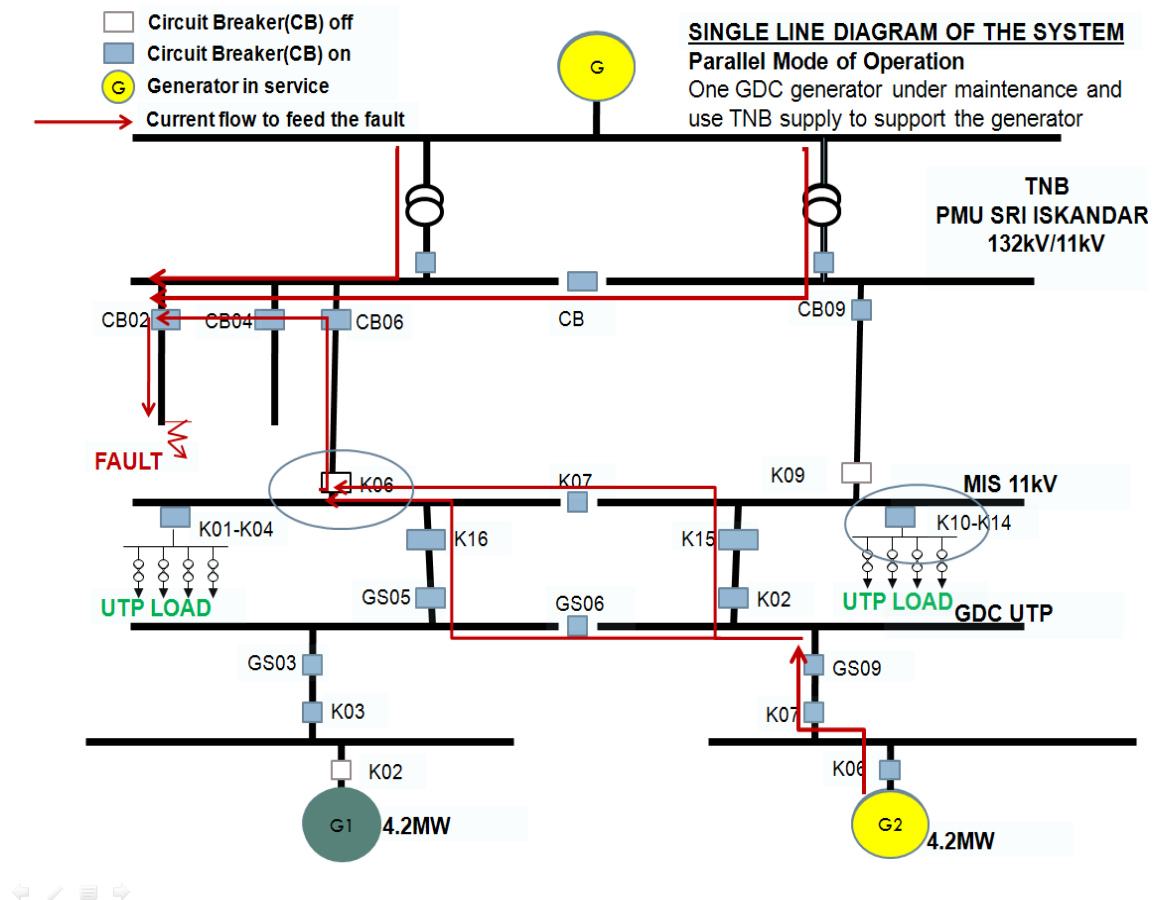 Circuit Breaker(CB) off
Circuit Breaker(CB) on
G
Generator in service
Current flow to feed the fault
SINGLE LINE DIAGRAM OF THE SYSTEM
Parallel Mode of Operation
One GDC generator under maintenance and
use TNB supply to support the generator
G
TNB
PMU SRI ISKANDAR
132kV/11kV
CB02
CB04
CB06
CB
CB09
FAULT
K06
K07
K09
MIS 11kV
K01-K04
K16
K15
K10-K14
UTP LOAD
GS05
GS06
K02
UTP LOAD
GDC UTP
GS03
GS09
K03
K07
K02
K06
G1
4.2MW
G2
4.2MW